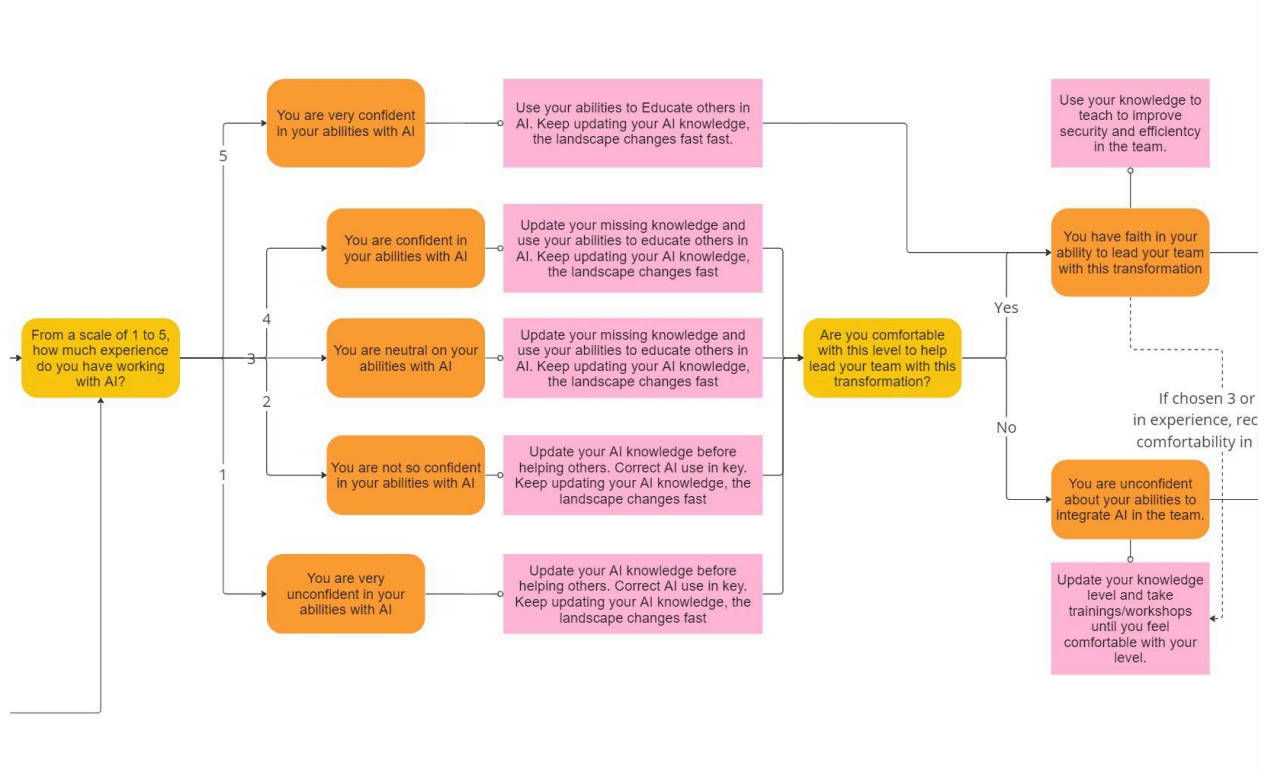 From a scale of 1 to 5,
how much experience
do you have working
with AI?
5
4
3
2
1
You are very confident
in your abilities with AI
Use your abilities to Educate others in
AI. Keep updating your AI knowledge,
the landscape changes fast fast.
You are confident in
your abilities with AI
Update your missing knowledge and
use your abilities to educate others in
AI. Keep updating your AI knowledge,
the landscape changes fast
You are neutral on your
abilities with AI
Update your missing knowledge and
use your abilities to educate others in
AI. Keep updating your AI knowledge,
the landscape changes fast
You are not so confident
in your abilities with AI
Update your AI knowledge before
helping others. Correct AI use in key.
Keep updating your AI knowledge, the
landscape changes fast
You are very
unconfident in your
abilities with AI
Update your AI knowledge before
helping others. Correct AI use in key.
Keep updating your AI knowledge, the
landscape changes fast
Are you comfortable
with this level to help
lead your team with this
transformation?
Yes
No
Use your knowledge to
teach to improve
security and efficientcy
in the team.
You have faith in your
ability to lead your team
with this transformation
If chosen 3 or
in experience, rec
comfortability in
You are unconfident
about your abilities to
integrate AI in the team.
Update your knowledge
level and take
trainings/workshops
until you feel
comfortable with your
level.